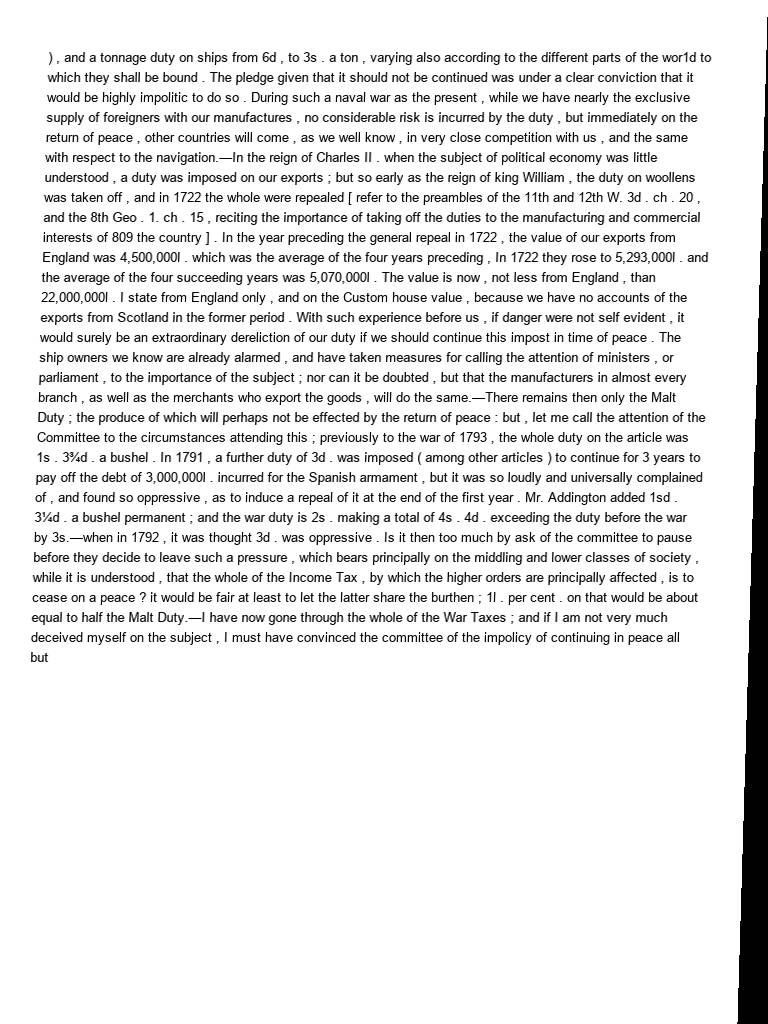 ) , and a tonnage duty on ships from 6d , to 3s . a ton , varying also according to the different parts of the wor1d to
which they shall be bound . The pledge given that it should not be continued was under a clear conviction that it
would be highly impolitic to do so . During such a naval war as the present , while we have nearly the exclusive
supply of foreigners with our manufactures , no considerable risk is incurred by the duty , but immediately on the
return of peace , other countries will come , as we well know , in very close competition with us , and the same
with respect to the navigation.—In the reign of Charles II . when the subject of political economy was little
understood , a duty was imposed on our exports ; but so early as the reign of king William , the duty on woollens
was taken off , and in 1722 the whole were repealed [ refer to the preambles of the 11th and 12th W. 3d . ch . 20 ,
and the 8th Geo . 1. ch . 15 , reciting the importance of taking off the duties to the manufacturing and commercial
interests of 809 the country ] . In the year preceding the general repeal in 1722 , the value of our exports from
England was 4,500,000l . which was the average of the four years preceding , In 1722 they rose to 5,293,000l . and
the average of the four succeeding years was 5,070,000l . The value is now , not less from England , than
22,000,000l . I state from England only , and on the Custom house value , because we have no accounts of the
exports from Scotland in the former period . With such experience before us , if danger were not self evident , it
would surely be an extraordinary dereliction of our duty if we should continue this impost in time of peace . The
ship owners we know are already alarmed , and have taken measures for calling the attention of ministers , or
parliament , to the importance of the subject ; nor can it be doubted , but that the manufacturers in almost every
branch , as well as the merchants who export the goods , will do the same.—There remains then only the Malt
Duty ; the produce of which will perhaps not be effected by the return of peace : but , let me call the attention of the
Committee to the circumstances attending this ; previously to the war of 1793 , the whole duty on the article was
1s . 3¾d . a bushel . In 1791 , a further duty of 3d . was imposed ( among other articles ) to continue for 3 years to
pay off the debt of 3,000,000l . incurred for the Spanish armament , but it was so loudly and universally complained
of , and found so oppressive , as to induce a repeal of it at the end of the first year . Mr. Addington added 1sd .
3¼d . a bushel permanent ; and the war duty is 2s . making a total of 4s . 4d . exceeding the duty before the war
by 3s.—when in 1792 , it was thought 3d . was oppressive . Is it then too much by ask of the committee to pause
before they decide to leave such a pressure , which bears principally on the middling and lower classes of society ,
while it is understood , that the whole of the Income Tax , by which the higher orders are principally affected , is to
cease on a peace ? it would be fair at least to let the latter share the burthen ; 1l . per cent . on that would be about
equal to half the Malt Duty.—I have now gone through the whole of the War Taxes ; and if I am not very much
deceived myself on the subject , I must have convinced the committee of the impolicy of continuing in peace all
but